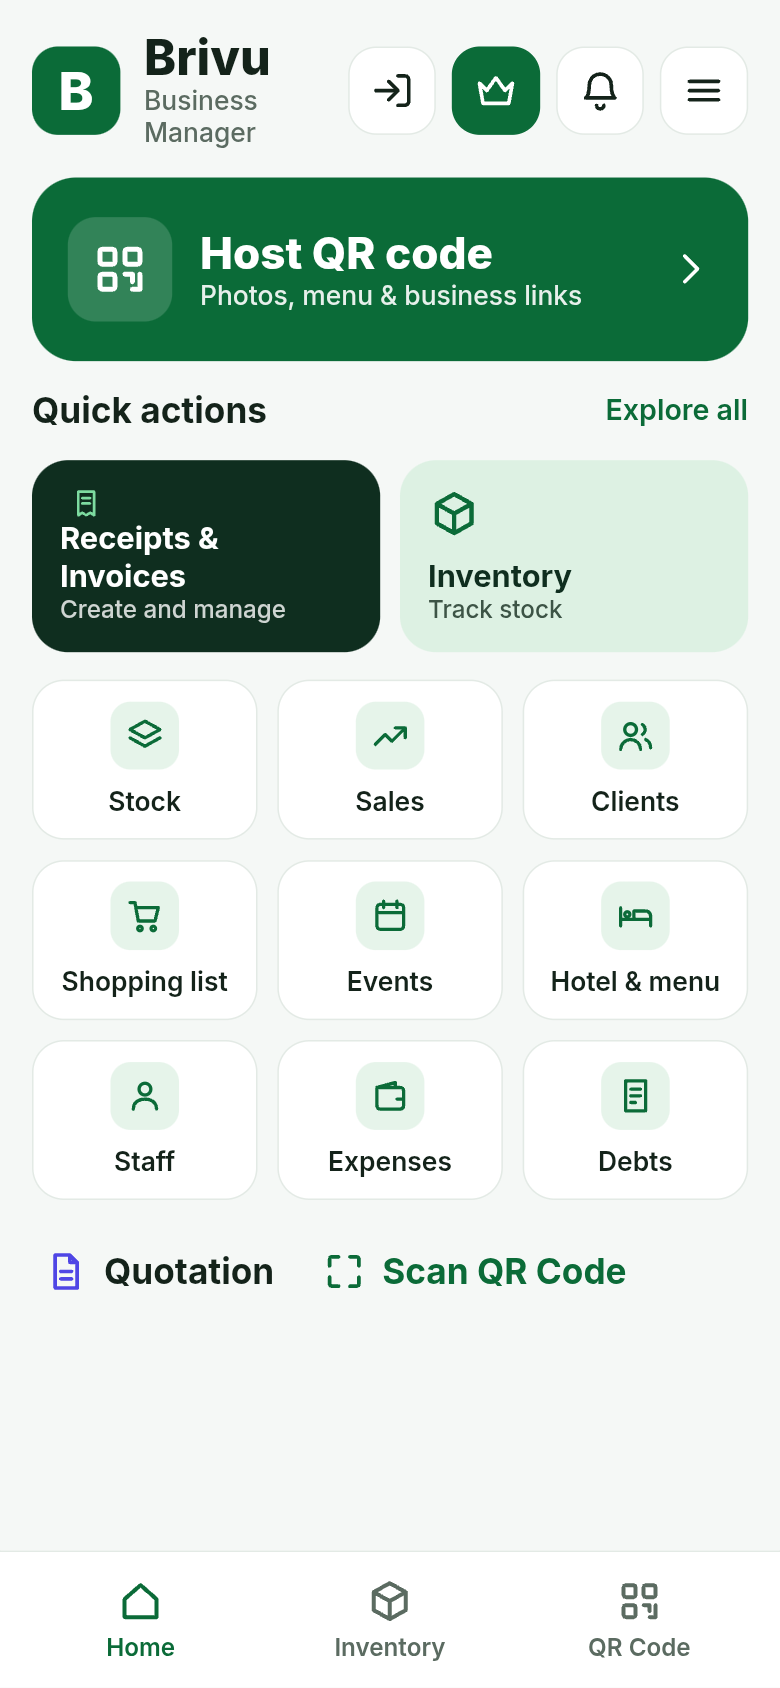 B
Brivu
Business
Manager
Host QR code
Photos, menu & business links
Quick actions
Explore all
Receipts &
Invoices
Create and manage
Inventory
Track stock
Stock
Sales
Clients
Shopping list
Events
Hotel & menu
Staff
Expenses
Debts
Quotation
Scan QR Code
Home
Inventory
QR Code